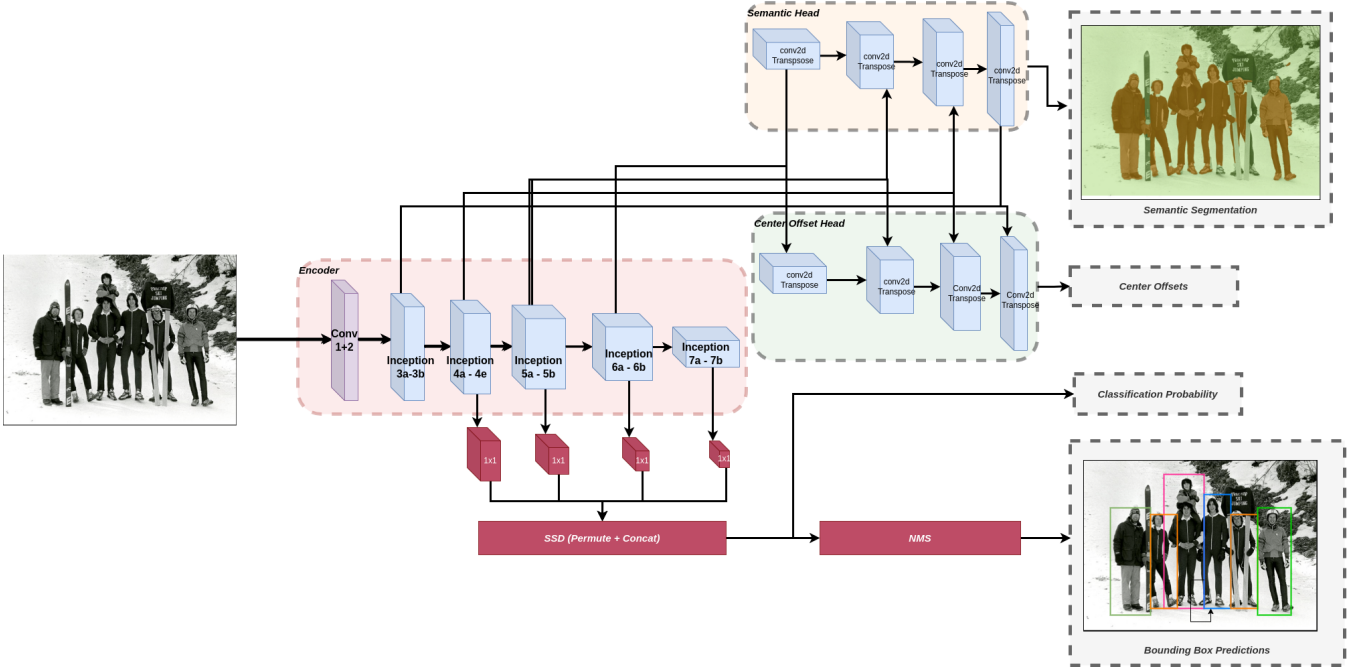 Semantic Head
conv2d
Transpsose
conv2d
Transpose
conv2d
Transpose
conv2d
Transpose
Semantic Segmentation
Center Offset Head
conv2d
Transpose
conv2d
Transpose
Conv2d
Transpose
Conv2d
Transpose
Center Offsets
Encoder
Conv
1+2
Inception
3a-3b
Inception
4a - 4e
Inception
5a - 5b
Inception
6a - 6b
Inception
7a - 7b
Classification Probability
1x1
1x1
1x1
1x1
SSD (Permute + Concat)
NMS
Bounding Box Predictions